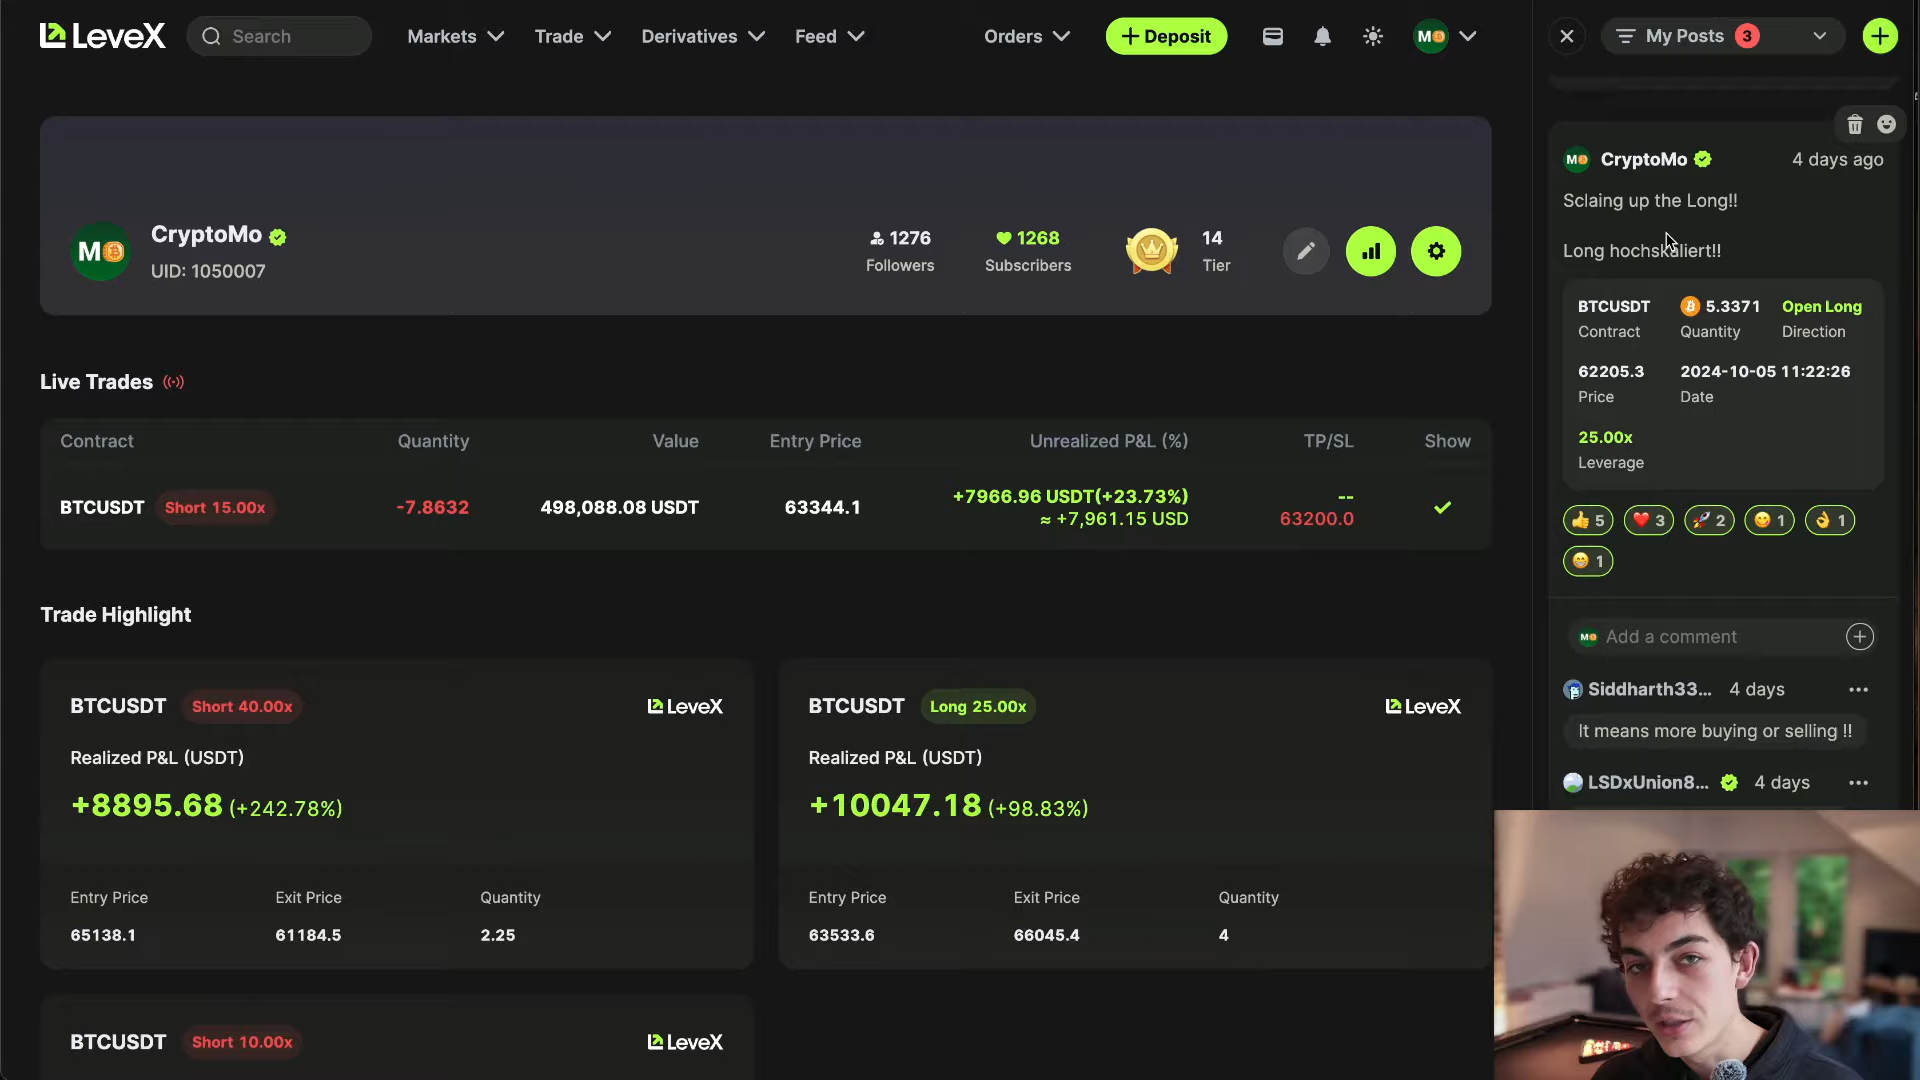 LeveX
Search
Markets
Trade
Derivatives
Feed
Orders
+ Deposit
M
My Posts 3
CryptoMo
UID: 1050007
1276
Followers
1268
Subscribers
14
Tier
Live Trades
Contract Quantity Value Entry Price Unrealized P&L (%) TP/SL Show
BTCUSDT Short 15.00x -7.8632 498,088.08 USDT 63344.1 +7966.96 USDT(+23.73%) --
≈ +7,961.15 USD 63200.0
Trade Highlight
BTCUSDT Short 40.00x LeveX
Realized P&L (USDT)
+8895.68 (+242.78%)
Entry Price Exit Price Quantity
65138.1 61184.5 2.25
BTCUSDT Long 25.00x LeveX
Realized P&L (USDT)
+10047.18 (+98.83%)
Entry Price Exit Price Quantity
63533.6 66045.4 4
BTCUSDT Short 10.00x LeveX
CryptoMo 4 days ago
Sclaing up the Long!!
Long hochskaliert!!
BTCUSDT 5.3371 Open Long
Contract Quantity Direction
62205.3 2024-10-05 11:22:26
Price Date
25.00x
Leverage
5 3 2 1 1
1
Add a comment
Siddharth33... 4 days
It means more buying or selling !!
LSDxUnion8... 4 days